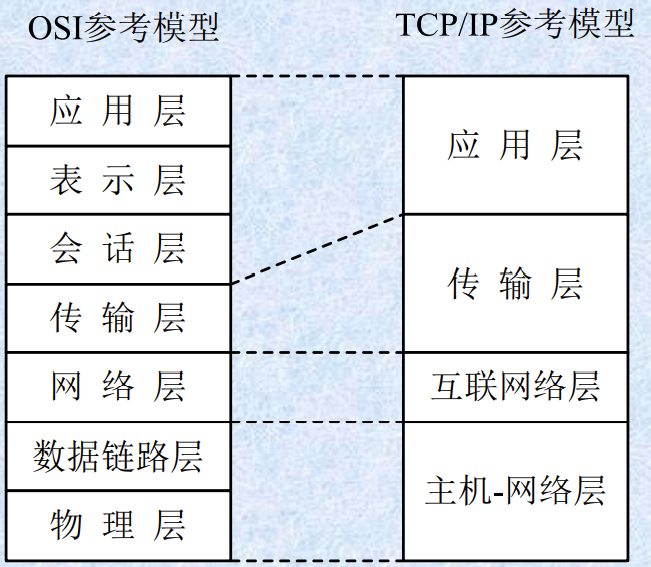 OSI参考模型
TCP/IP参考模型
应用层
表示层
会话层
传输层
网络层
数据链路层
物理层
应用层
传输层
互联网络层
主机-网络层